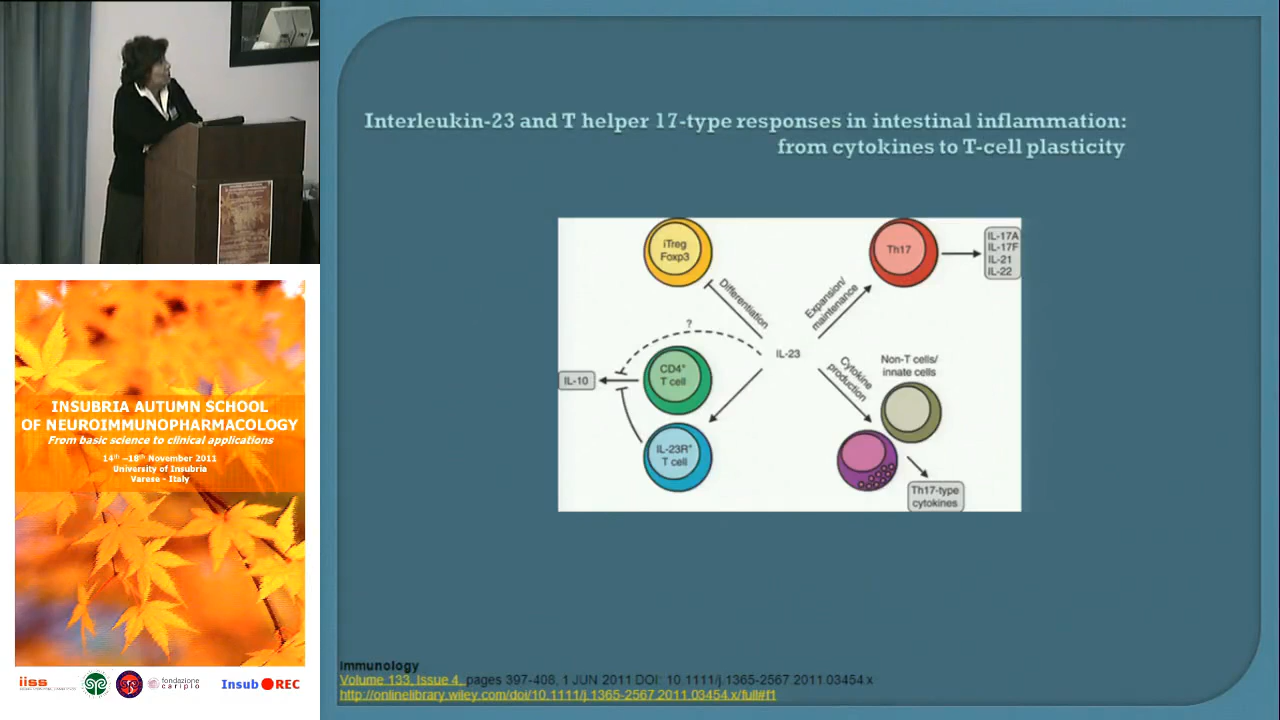 Interleukin-23 and T helper 17-type responses in intestinal inflammation:
from cytokines to T-cell plasticity
iTreg
Foxp3
Th17
IL-17A
IL-17F
IL-21
IL-22
Differentiation
Expansion/
maintenance
?
IL-23
IL-10
CD4⁺
T cell
Cytokine
production
Non-T cells/
innate cells
IL-23R⁺
T cell
Th17-type
cytokines
INSUBRIA AUTUMN SCHOOL
OF NEUROIMMUNOPHARMACOLOGY
From basic science to clinical applications
14th –18th November 2011
University of Insubria
Varese - Italy
iiss
fondazione
cariplo
Insub REC
Immunology
Volume 133, Issue 4, pages 397-408, 1 JUN 2011 DOI: 10.1111/j.1365-2567.2011.03454.x
http://onlinelibrary.wiley.com/doi/10.1111/j.1365-2567.2011.03454.x/full#f1